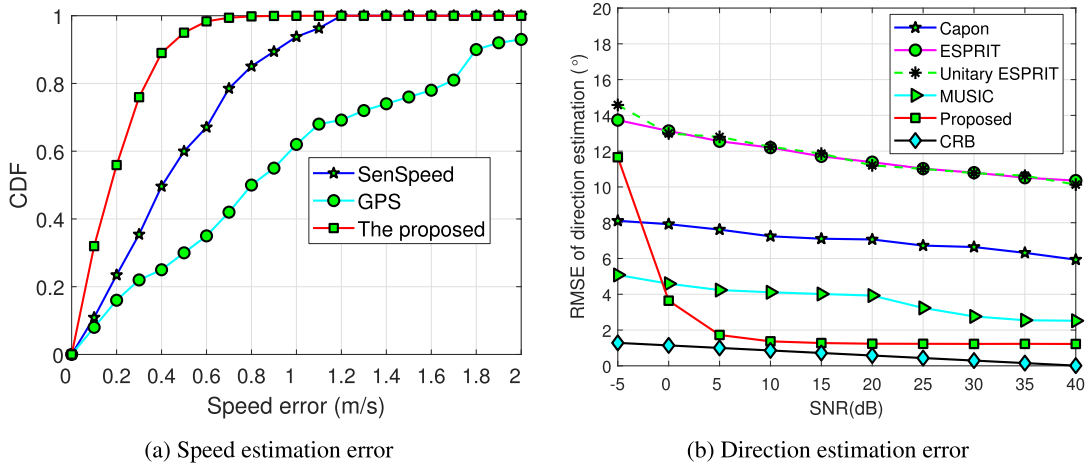 CDF
1
0.8
0.6
0.4
0.2
0
0 0.2 0.4 0.6 0.8 1 1.2 1.4 1.6 1.8 2
Speed error (m/s)
SenSpeed
GPS
The proposed
(a) Speed estimation error
RMSE of direction estimation (°)
20
18
16
14
12
10
8
6
4
2
0
-5 0 5 10 15 20 25 30 35 40
SNR(dB)
Capon
ESPRIT
Unitary ESPRIT
MUSIC
Proposed
CRB
(b) Direction estimation error